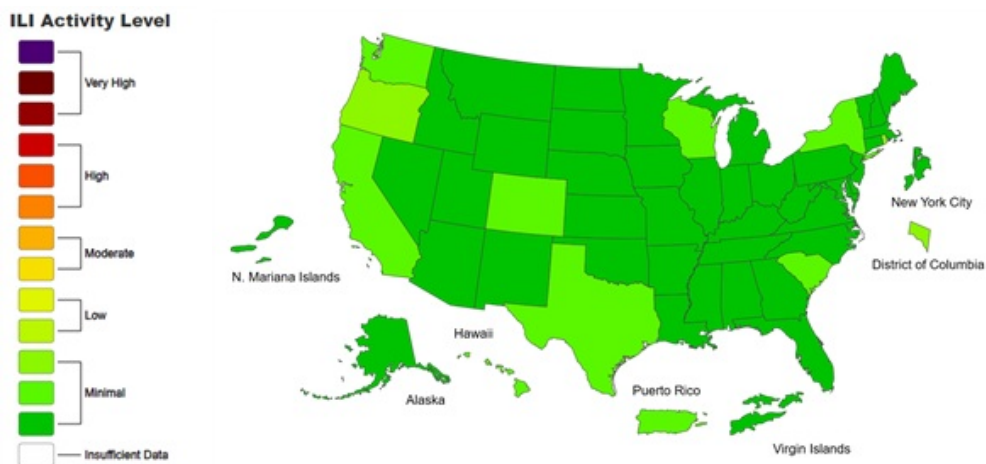 ILI Activity Level
Very High
High
Moderate
Low
Minimal
Insufficient Data
N. Mariana Islands
Alaska
Hawaii
Puerto Rico
Virgin Islands
New York City
District of Columbia